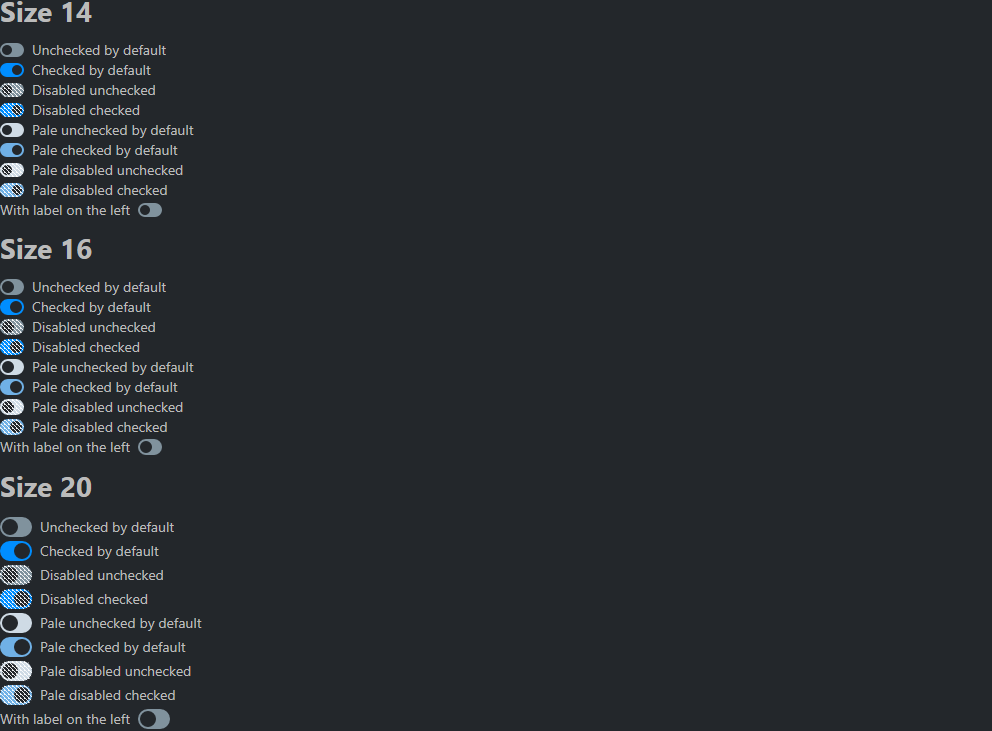 Size 14
Unchecked by default
Checked by default
Disabled unchecked
Disabled checked
Pale unchecked by default
Pale checked by default
Pale disabled unchecked
Pale disabled checked
With label on the left
Size 16
Unchecked by default
Checked by default
Disabled unchecked
Disabled checked
Pale unchecked by default
Pale checked by default
Pale disabled unchecked
Pale disabled checked
With label on the left
Size 20
Unchecked by default
Checked by default
Disabled unchecked
Disabled checked
Pale unchecked by default
Pale checked by default
Pale disabled unchecked
Pale disabled checked
With label on the left